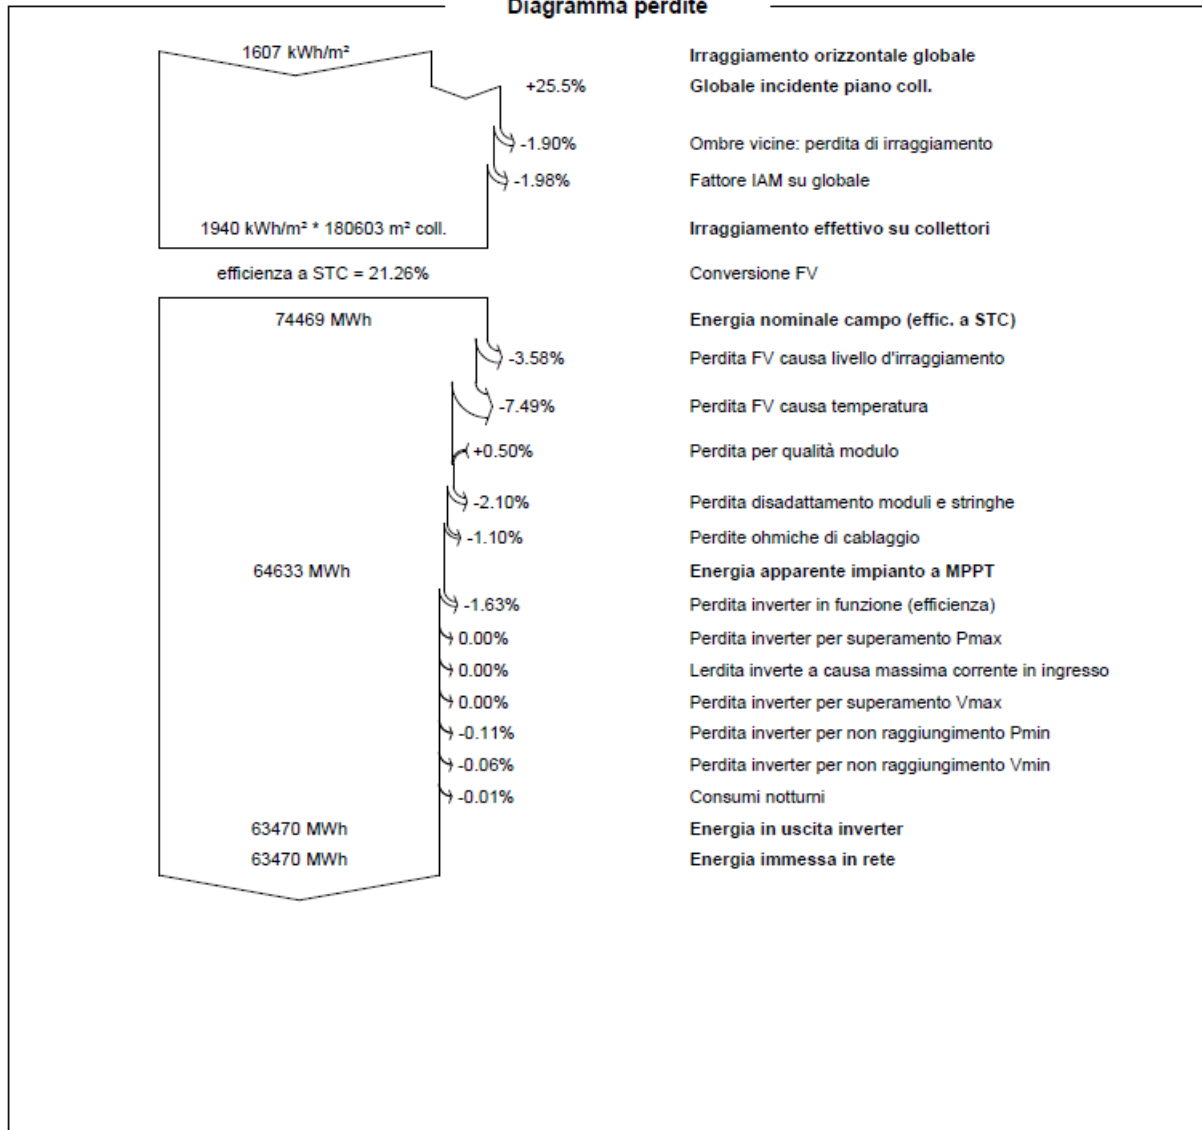 Diagramma perdite
1607 kWh/m² Irraggiamento orizzontale globale
+25.5% Globale incidente piano coll.
-1.90% Ombre vicine: perdita di irraggiamento
-1.98% Fattore IAM su globale
1940 kWh/m² * 180603 m² coll. Irraggiamento effettivo su collettori
efficienza a STC = 21.26% Conversione FV
74469 MWh Energia nominale campo (effic. a STC)
-3.58% Perdita FV causa livello d'irraggiamento
-7.49% Perdita FV causa temperatura
+0.50% Perdita per qualità modulo
-2.10% Perdita disadattamento moduli e stringhe
-1.10% Perdite ohmiche di cablaggio
64633 MWh Energia apparente impianto a MPPT
-1.63% Perdita inverter in funzione (efficienza)
0.00% Perdita inverter per superamento Pmax
0.00% Lerdita inverte a causa massima corrente in ingresso
0.00% Perdita inverter per superamento Vmax
-0.11% Perdita inverter per non raggiungimento Pmin
-0.06% Perdita inverter per non raggiungimento Vmin
-0.01% Consumi notturni
63470 MWh Energia in uscita inverter
63470 MWh Energia immessa in rete